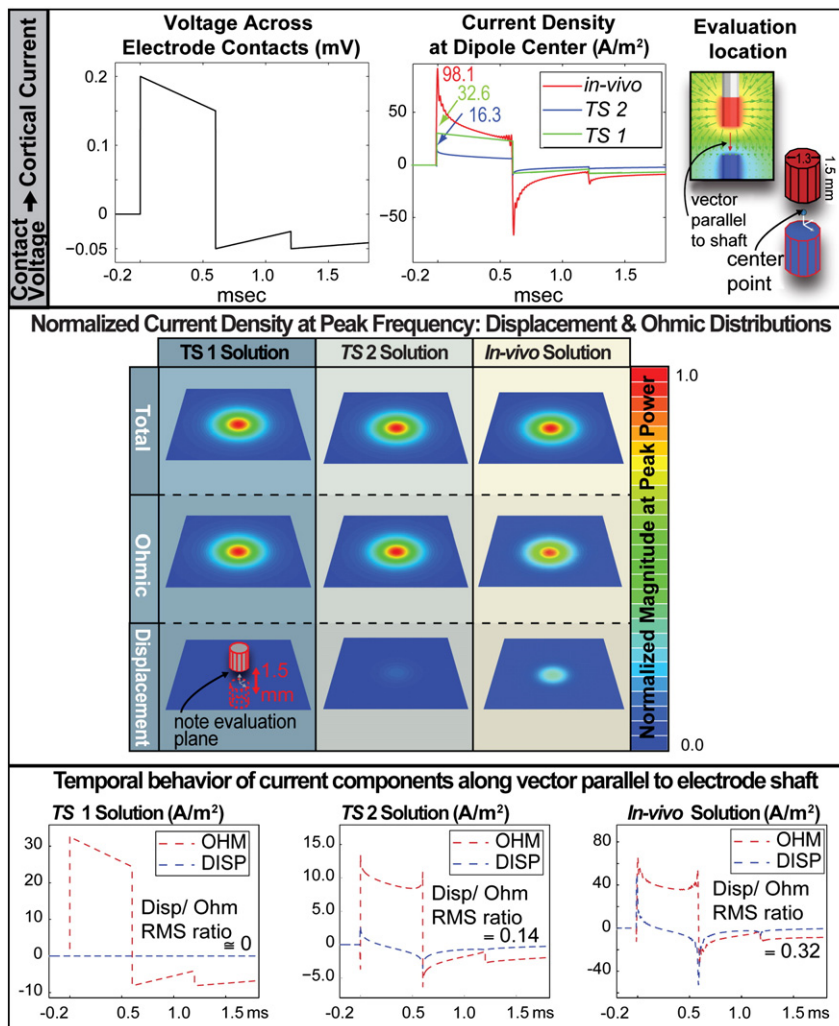 Contact Voltage → Cortical Current
Voltage Across
Electrode Contacts (mV)
0.2
0.1
0
−0.05
-0.2
0.5
1.0
msec
Current Density
at Dipole Center (A/m²)
98.1
32.6
16.3
in-vivo
TS 2
TS 1
50
0
−50
-0.2
0.5
1.0
msec
Evaluation
location
1.3
1.5 mm
vector
parallel
to shaft
center
point
Normalized Current Density at Peak Frequency: Displacement & Ohmic Distributions
TS 1 Solution
TS 2 Solution
In-vivo Solution
Total
Ohmic
Displacement
1.5
mm
note evaluation
plane
1.0
Normalized Magnitude at Peak Power
0.0
Temporal behavior of current components along vector parallel to electrode shaft
TS 1 Solution (A/m²)
30
20
10
0
-10
OHM
DISP
Disp/ Ohm
RMS ratio
≅ 0
-0.2
0.5
1.0
1.5 ms
TS 2 Solution (A/m²)
15.0
10.0
5.0
0.0
-5.0
OHM
DISP
Disp/ Ohm
RMS ratio
= 0.14
-0.2
0.5
1.0
1.5 ms
In-vivo Solution (A/m²)
80
40
0
-40
OHM
DISP
Disp/ Ohm
RMS ratio
= 0.32
-0.2
0.5
1.0
1.5 ms